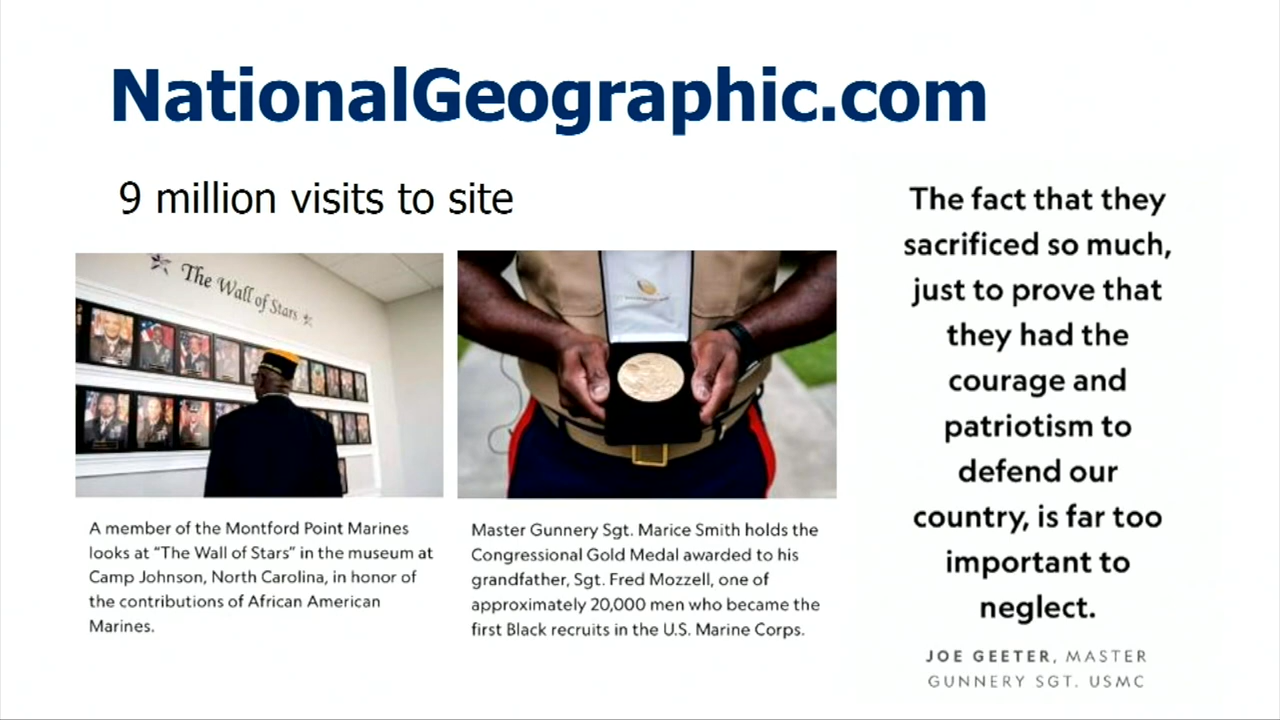 NationalGeographic.com
9 million visits to site
The Wall of Stars
A member of the Montford Point Marines
looks at "The Wall of Stars" in the museum at
Camp Johnson, North Carolina, in honor of
the contributions of African American
Marines.
Master Gunnery Sgt. Marice Smith holds the
Congressional Gold Medal awarded to his
grandfather, Sgt. Fred Mozzell, one of
approximately 20,000 men who became the
first Black recruits in the U.S. Marine Corps.
The fact that they
sacrificed so much,
just to prove that
they had the
courage and
patriotism to
defend our
country, is far too
important to
neglect.
JOE GEETER, MASTER
GUNNERY SGT. USMC